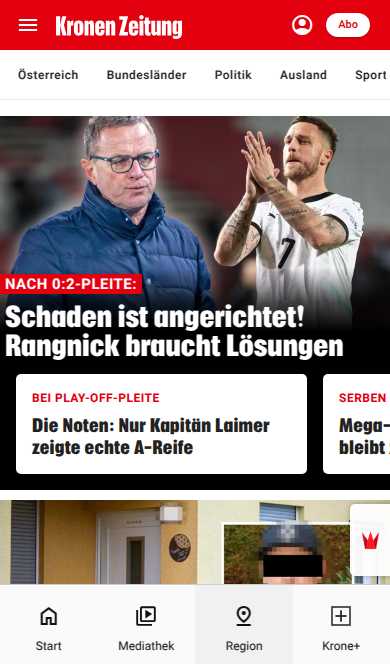 Kronen Zeitung
Abo
Österreich Bundesländer Politik Ausland Sport
7
NACH 0:2-PLEITE:
Schaden ist angerichtet!
Rangnick braucht Lösungen
BEI PLAY-OFF-PLEITE
Die Noten: Nur Kapitän Laimer
zeigte echte A-Reife
SERBEN
Mega-
bleibt
Start Mediathek Region Krone+